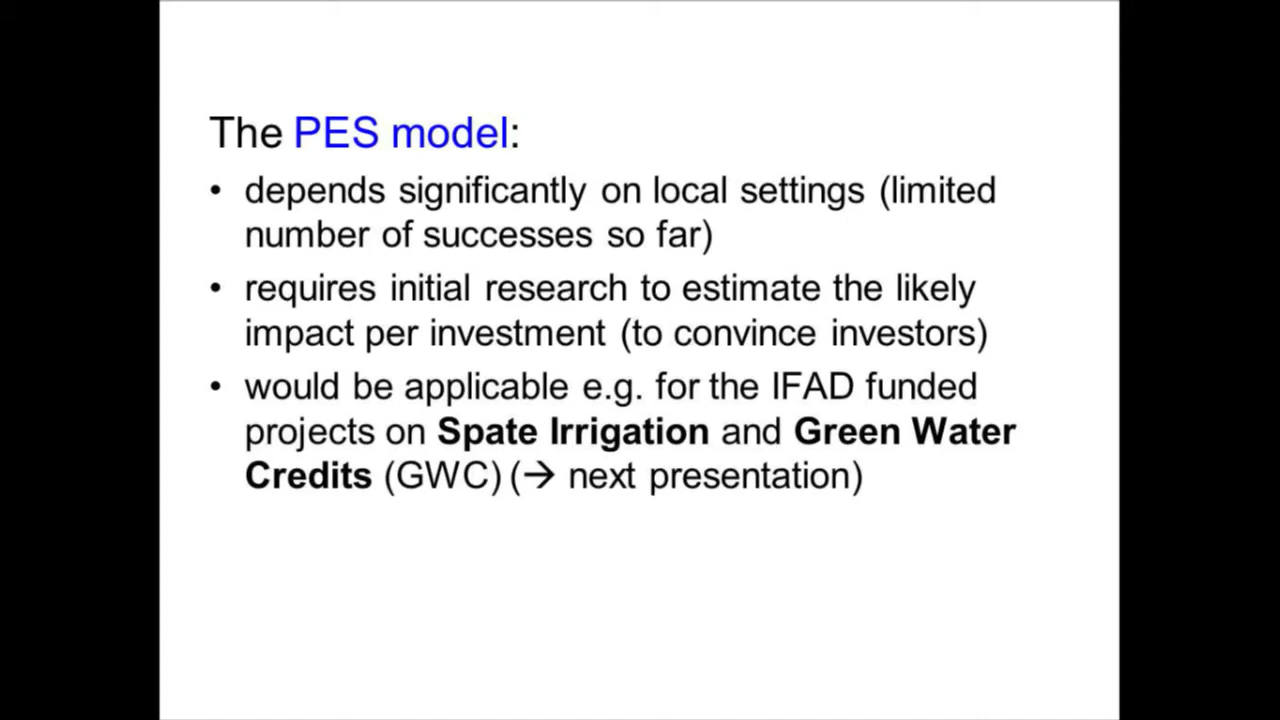 The PES model:
• depends significantly on local settings (limited
number of successes so far)
• requires initial research to estimate the likely
impact per investment (to convince investors)
• would be applicable e.g. for the IFAD funded
projects on Spate Irrigation and Green Water
Credits (GWC) (→ next presentation)